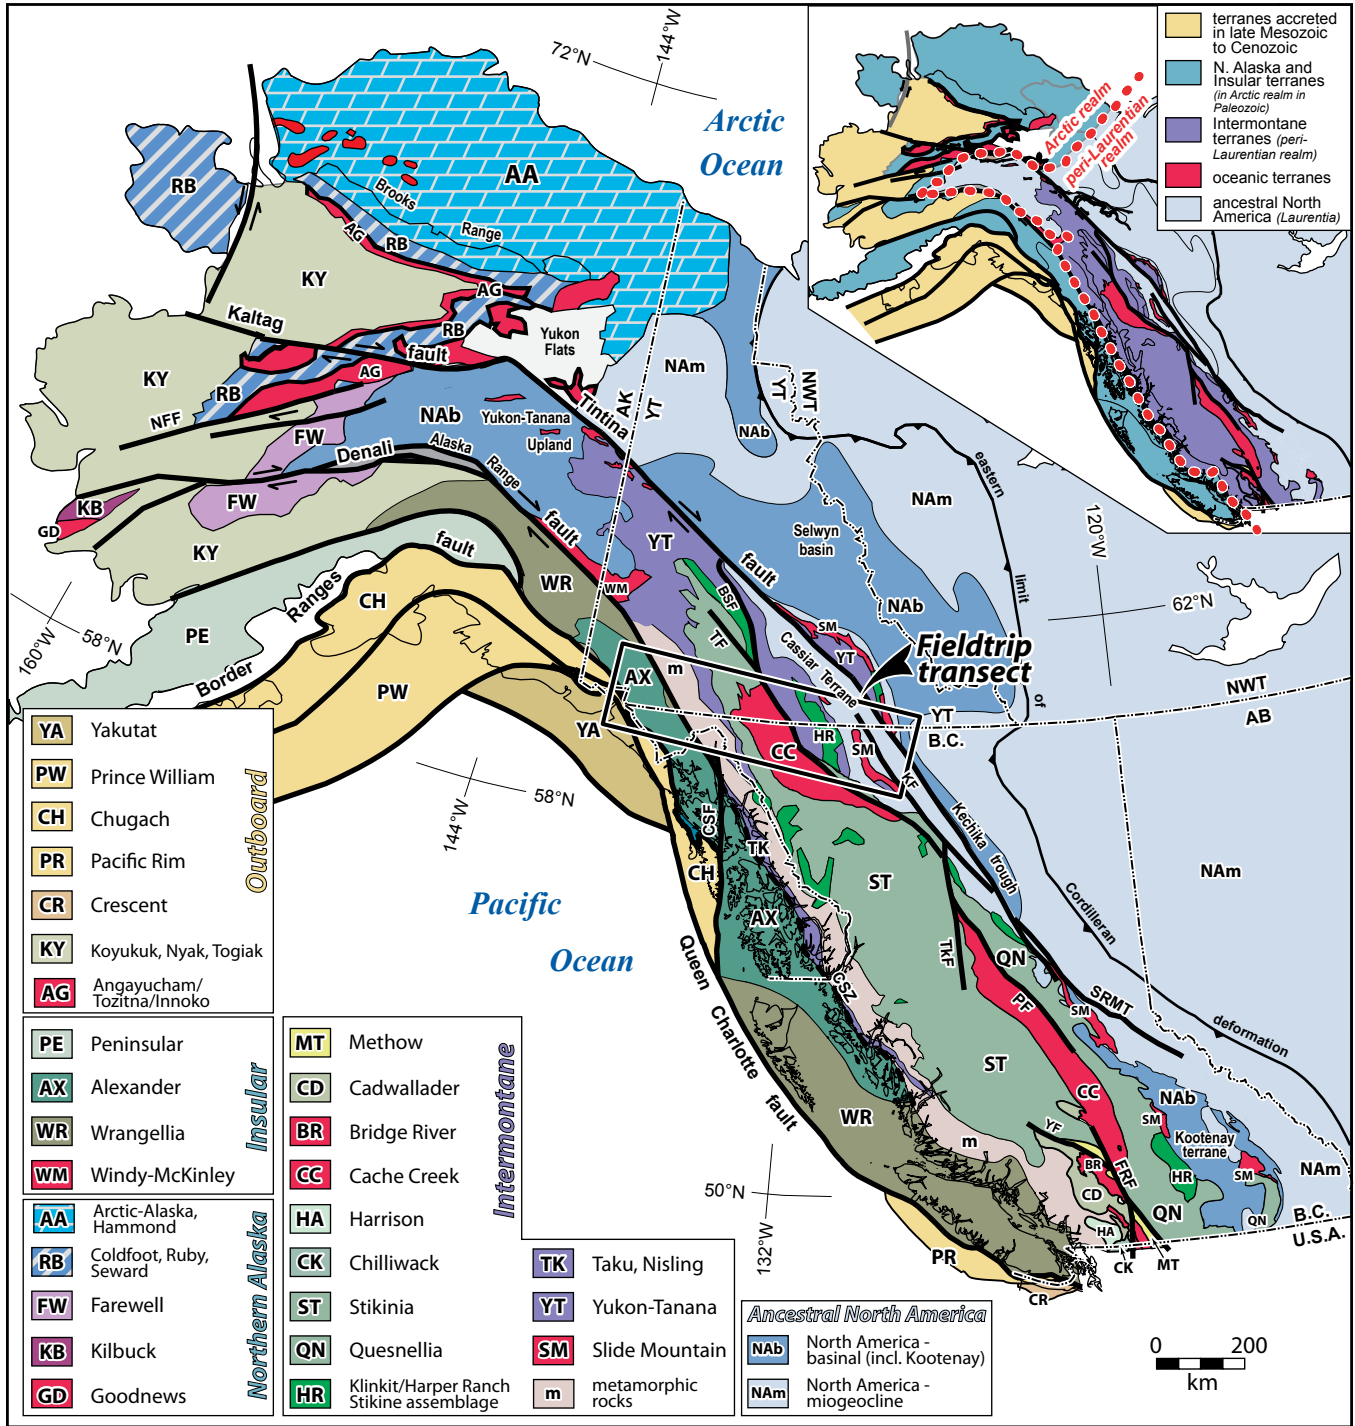 72°N
144°W
Arctic
Ocean
terranes accreted
in late Mesozoic
to Cenozoic
N. Alaska and
Insular terranes
(in Arctic realm in
Paleozoic)
Intermontane
terranes (peri-
Laurentian realm)
oceanic terranes
ancestral North
America (Laurentia)
Arctic realm
peri-Laurentian
realm
RB
AA
Brooks
Range
AG
RB
KY
AG
RB
Kaltag
fault
Yukon
Flats
KY
AG
RB
NFF
NAb
Yukon-Tanana
Upland
Tintina
fault
AK
YT
NAm
NWT
YT
NAb
FW
Denali
fault
Alaska
Range
FW
KB
GD
KY
eastern
limit
of
Cordilleran
deformation
NAm
120°W
62°N
Selwyn
basin
NAb
YT
WM
WR
fault
Border
Ranges
CH
PE
160°W
58°N
PW
YA
AX
m
BSF
TF
Cassiar Terrane
SM
YT
Fieldtrip
transect
YT
B.C.
NWT
AB
HR
SM
CC
KF
Kechika trough
58°N
144°W
CSF
TK
CH
AX
ST
NAm
Pacific
Ocean
Queen
Charlotte
fault
CSZ
TkF
QN
PF
SM
SRMT
ST
CC
NAb
SM
Kootenay
terrane
SM
NAm
WR
m
YF
BR
FRF
HR
CD
QN
QN
HA
B.C.
U.S.A.
50°N
132°W
PR
CR
CK
MT
YA Yakutat
PW Prince William
CH Chugach
PR Pacific Rim
CR Crescent
KY Koyukuk, Nyak, Togiak
AG Angayucham/
Tozitna/Innoko
Outboard
PE Peninsular
AX Alexander
WR Wrangellia
WM Windy-McKinley
Insular
AA Arctic-Alaska,
Hammond
RB Coldfoot, Ruby,
Seward
FW Farewell
KB Kilbuck
GD Goodnews
Northern Alaska
MT Methow
CD Cadwallader
BR Bridge River
CC Cache Creek
HA Harrison
CK Chilliwack
ST Stikinia
QN Quesnellia
HR Klinkit/Harper Ranch
Stikine assemblage
Intermontane
TK Taku, Nisling
YT Yukon-Tanana
SM Slide Mountain
m metamorphic
rocks
Ancestral North America
NAb North America -
basinal (incl. Kootenay)
NAm North America -
miogeocline
0 200
km